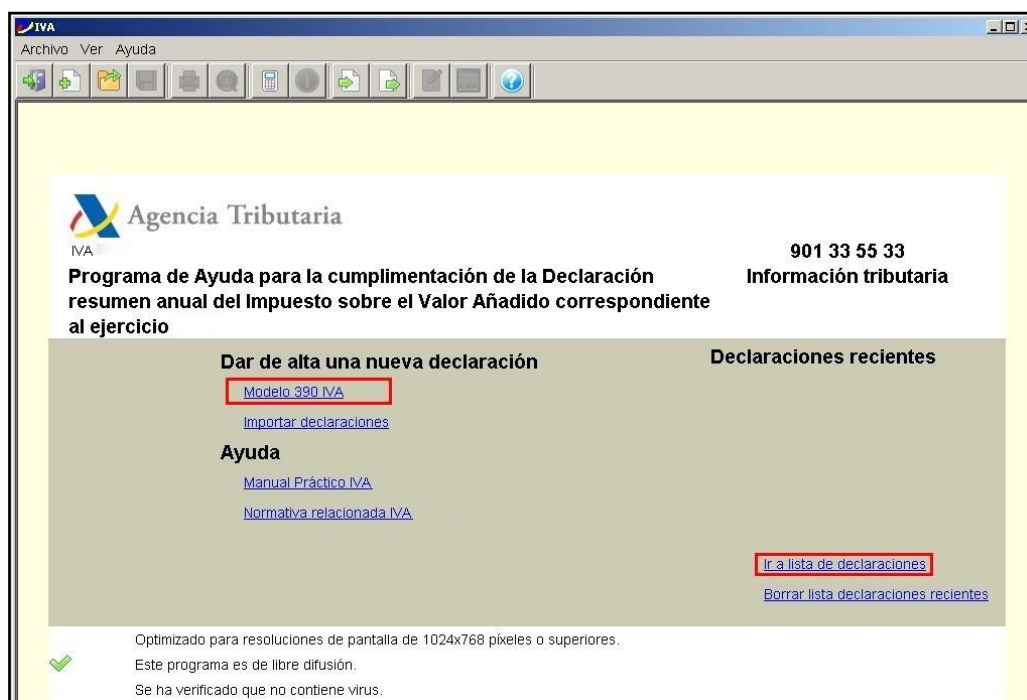 IVA
Archivo Ver Ayuda
Agencia Tributaria
IVA
901 33 55 33
Información tributaria
Programa de Ayuda para la cumplimentación de la Declaración
resumen anual del Impuesto sobre el Valor Añadido correspondiente
al ejercicio
Dar de alta una nueva declaración
Modelo 390 IVA
Importar declaraciones
Ayuda
Manual Práctico IVA
Normativa relacionada IVA
Declaraciones recientes
Ir a lista de declaraciones
Borrar lista declaraciones recientes
Optimizado para resoluciones de pantalla de 1024x768 píxeles o superiores.
Este programa es de libre difusión.
Se ha verificado que no contiene virus.